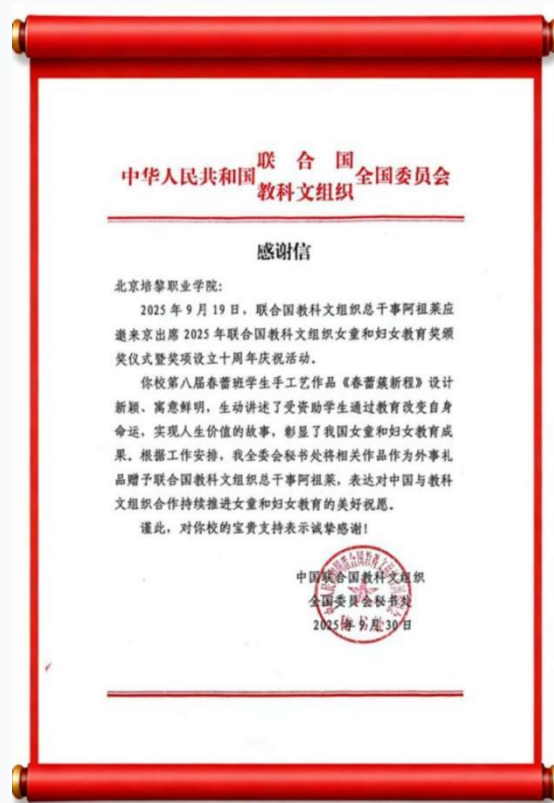 中华人民共和国联合国教科文组织全国委员会
感谢信
北京培黎职业学院：
2025年9月19日，联合国教科文组织总干事阿祖莱应
邀来京出席2025年联合国教科文组织女童和妇女教育奖颁
奖仪式暨奖项设立十周年庆祝活动。
你校第八届春蕾班学生手工艺作品《春蕾簇新程》设计
新颖、寓意鲜明，生动讲述了受资助学生通过教育改变自身
命运，实现人生价值的故事，彰显了我国女童和妇女教育成
果。根据工作安排，我全委会秘书处将相关作品作为外事礼
品赠予联合国教科文组织总干事阿祖莱，表达对中国与教科
文组织合作持续推进女童和妇女教育的美好祝愿。
谨此，对你校的宝贵支持表示诚挚感谢！
中国联合国教科文组织
全国委员会秘书处
2025年9月30日